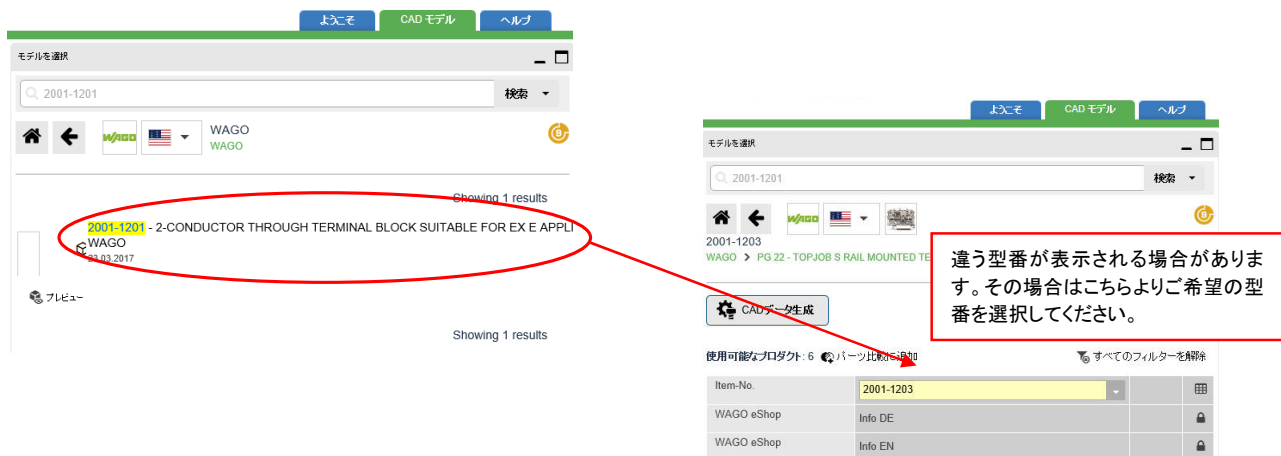 ようこそ CAD モデル ヘルプ
モデルを選択
2001-1201 検索
WAGO WAGO
WAGO
Showing 1 results
2001-1201 - 2-CONDUCTOR THROUGH TERMINAL BLOCK SUITABLE FOR EX E APPLI
WAGO
23.03.2017
プレビュー
Showing 1 results
ようこそ CAD モデル ヘルプ
モデルを選択
2001-1201 検索
WAGO
2001-1203
WAGO > PG 22 - TOPJOB S RAIL MOUNTED TE
違う型番が表示される場合がありま
す。その場合はこちらよりご希望の型
番を選択してください。
CADデータ生成
使用可能なプロダクト: 6 パーツ比較に追加 すべてのフィルターを解除
Item-No. 2001-1203
WAGO eShop Info DE
WAGO eShop Info EN